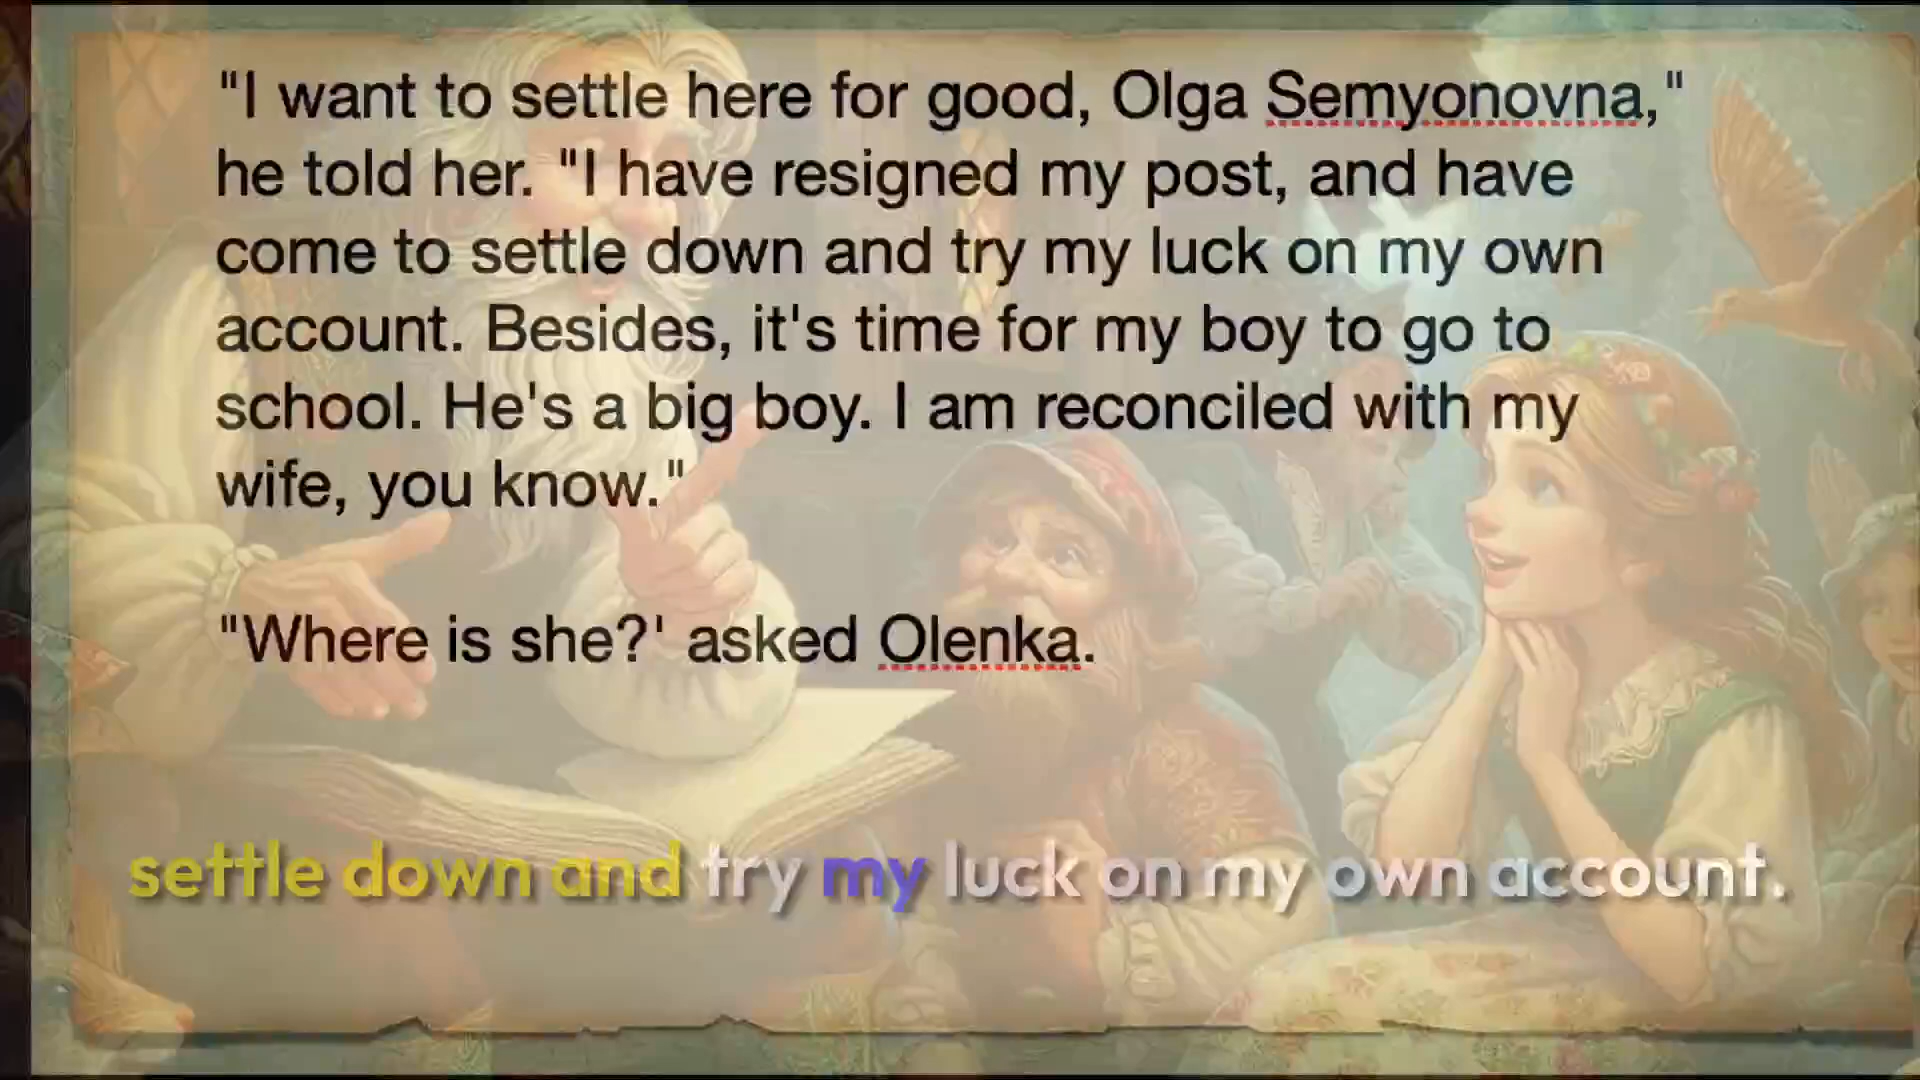 "I want to settle here for good, Olga Semyonovna,"
he told her. "I have resigned my post, and have
come to settle down and try my luck on my own
account. Besides, it's time for my boy to go to
school. He's a big boy. I am reconciled with my
wife, you know."
"Where is she?' asked Olenka.
settle down and try my luck on my own account.